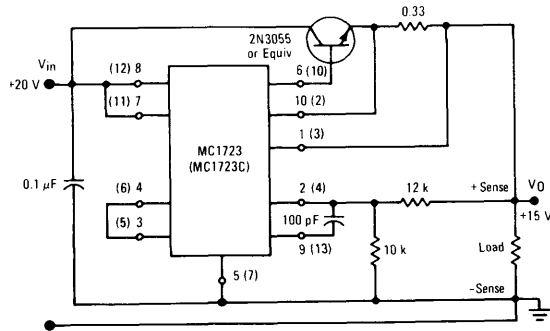 0.33
2N3055
or Equiv
Vin
+20 V
(12) 8
6 (10)
(11) 7
10 (2)
1 (3)
MC1723
(MC1723C)
0.1 µF
(6) 4
2 (4)
12 k
+Sense
VO
+15 V
(5) 3
100 pF
9 (13)
10 k
Load
5 (7)
-Sense